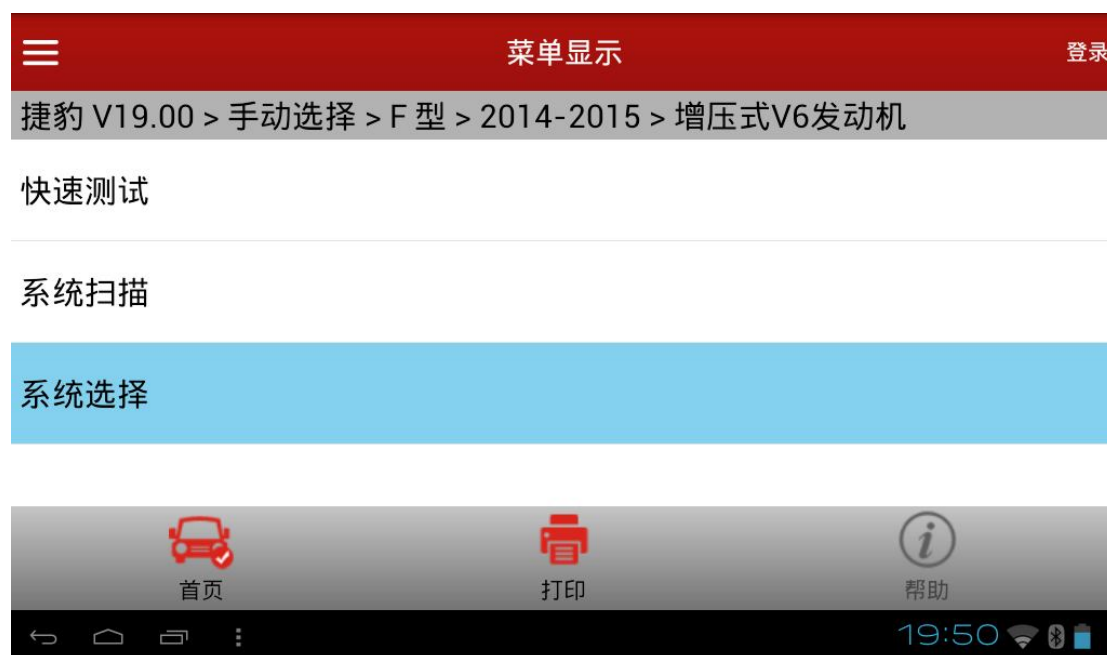 菜单显示
登录
捷豹 V19.00 > 手动选择 > F 型 > 2014-2015 > 增压式V6发动机
快速测试
系统扫描
系统选择
首页
打印
帮助
19:50